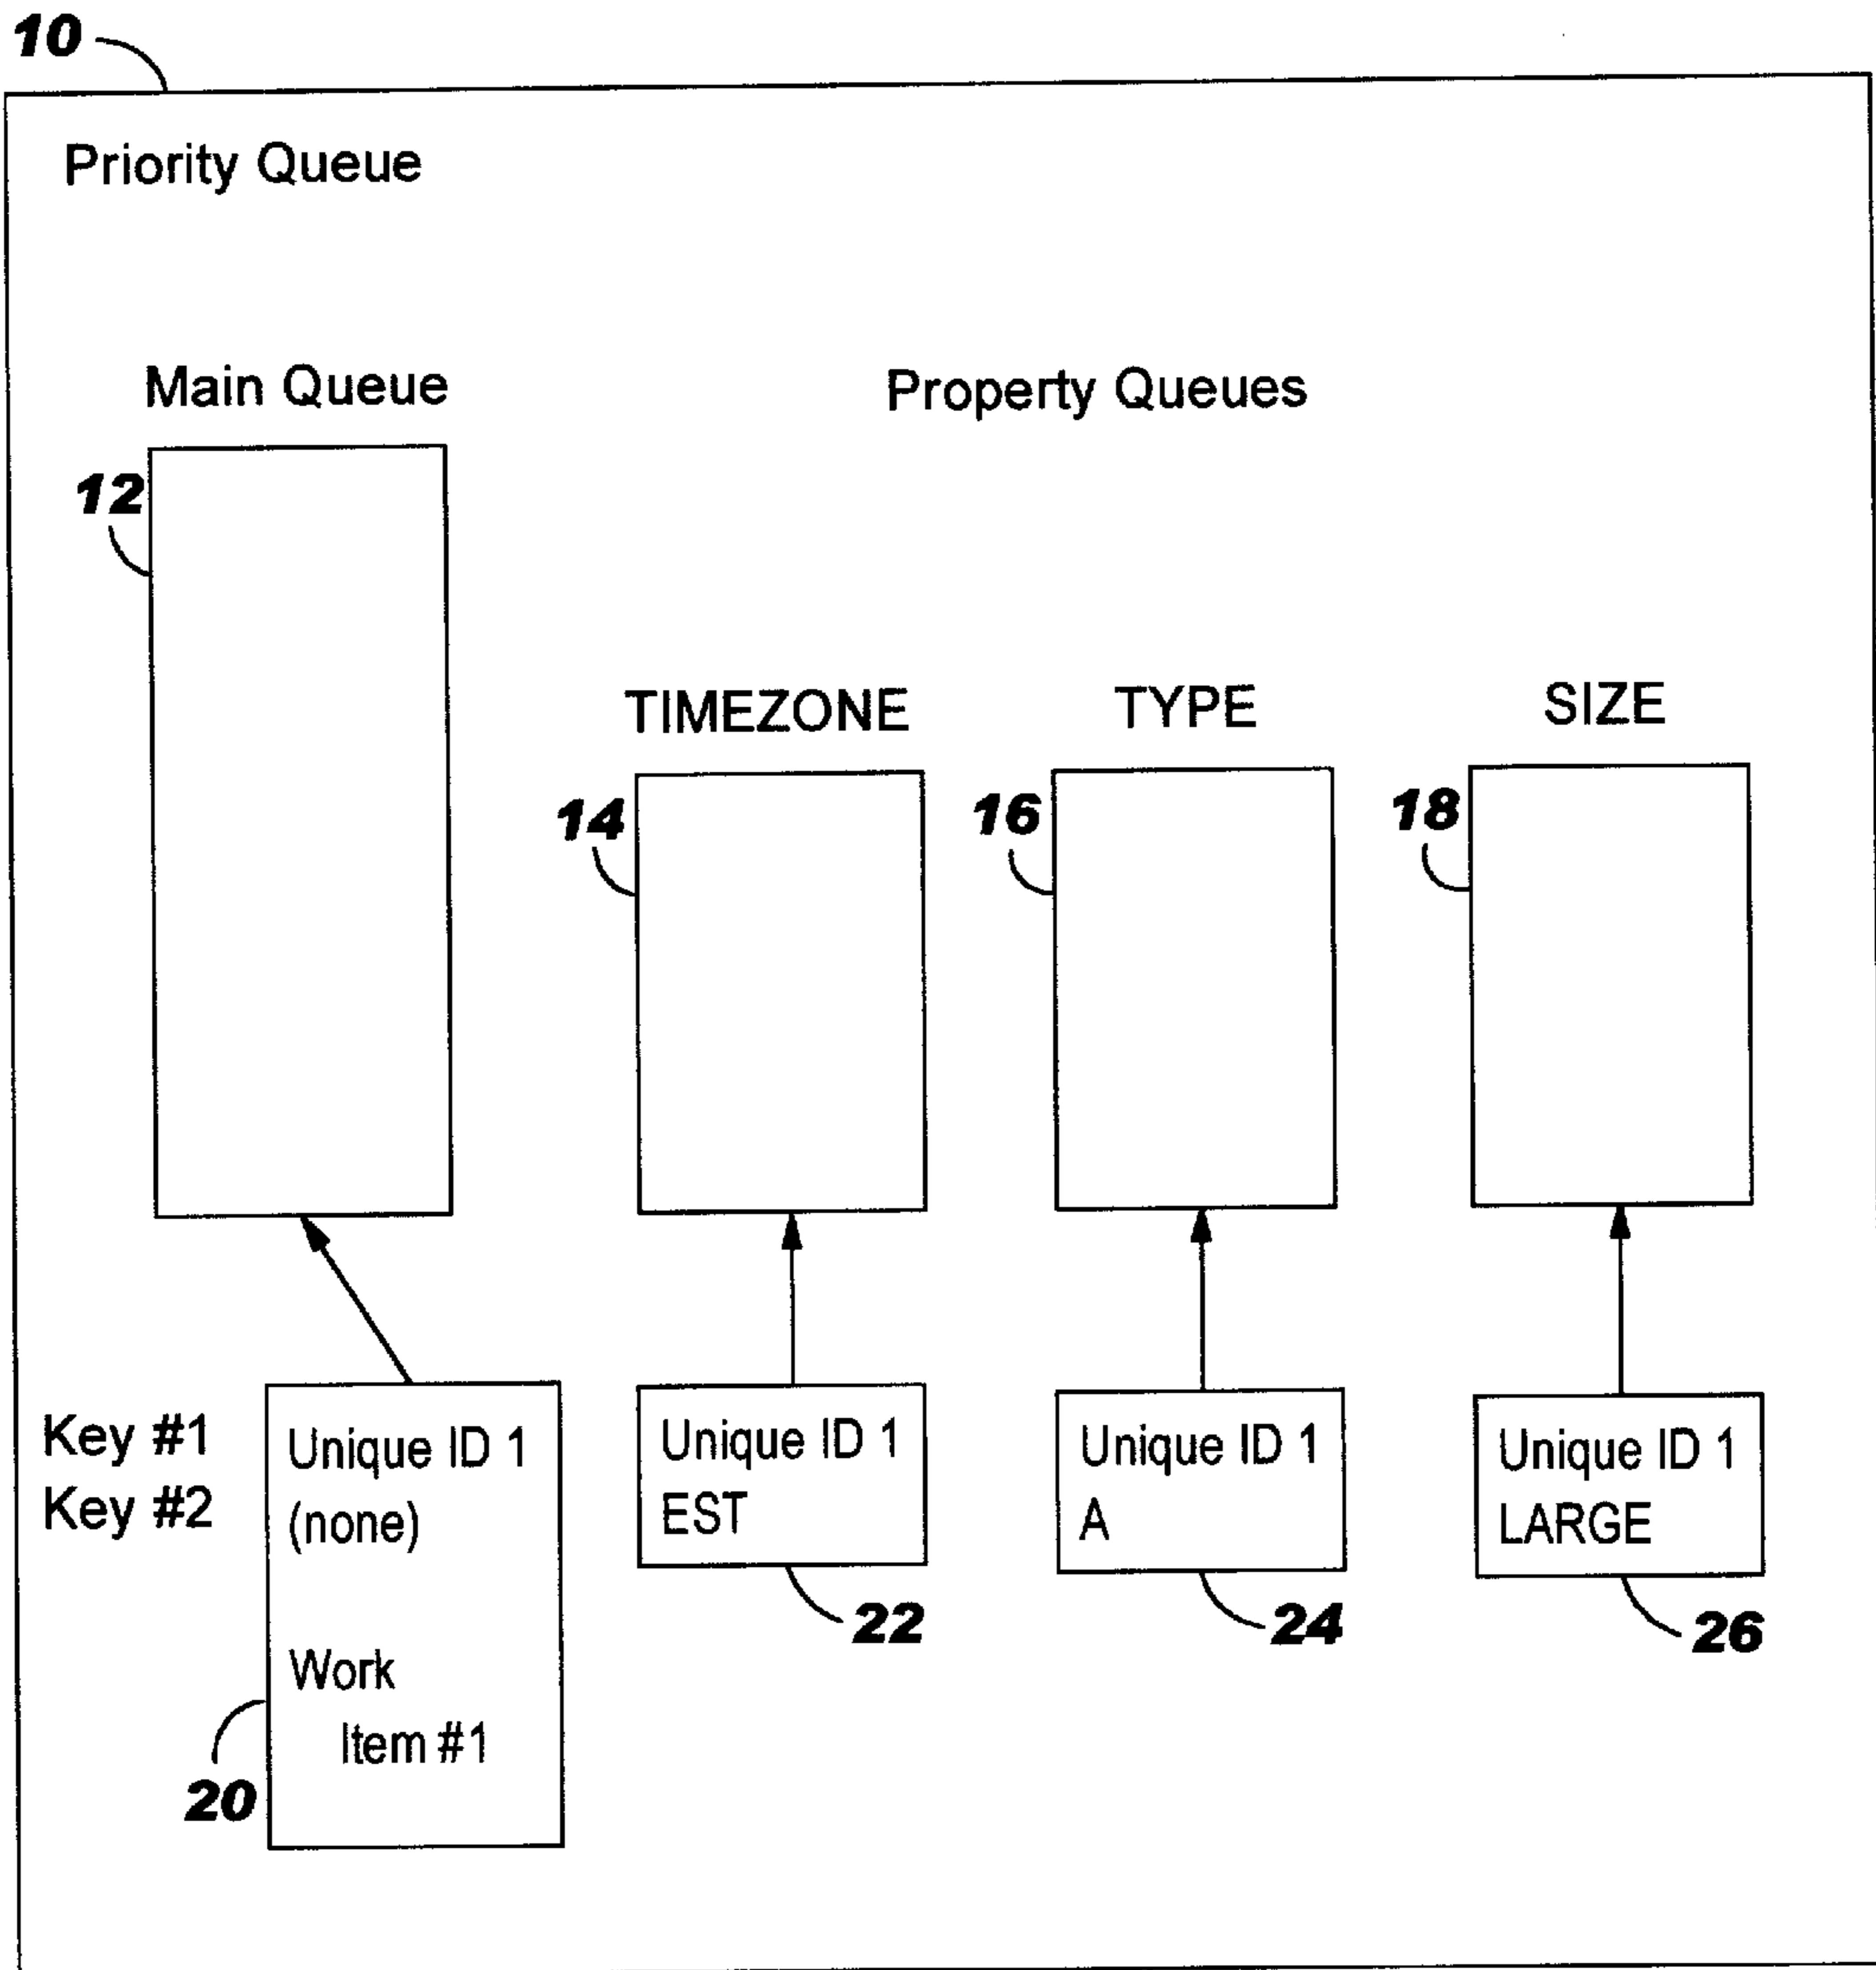 10
Priority Queue
Main Queue
Property Queues
12
TIMEZONE
TYPE
SIZE
14
16
18
Key #1
Key #2
Unique ID 1
(none)
Work
Item #1
20
Unique ID 1
EST
22
Unique ID 1
A
24
Unique ID 1
LARGE
26